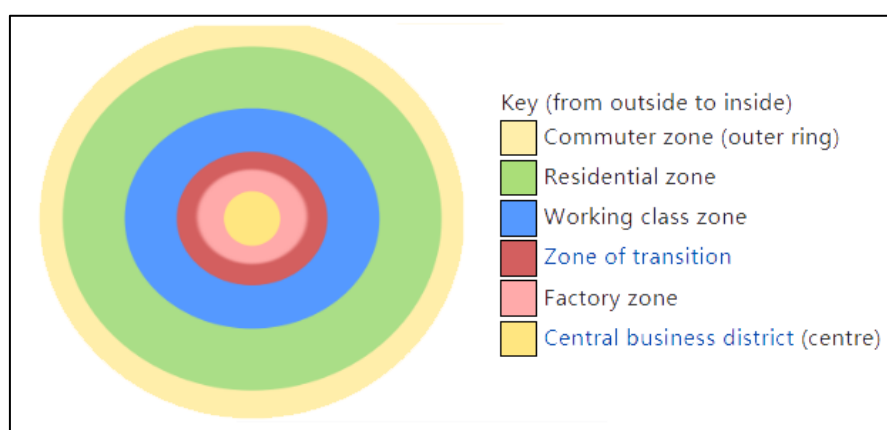 Key (from outside to inside)
Commuter zone (outer ring)
Residential zone
Working class zone
Zone of transition
Factory zone
Central business district (centre)